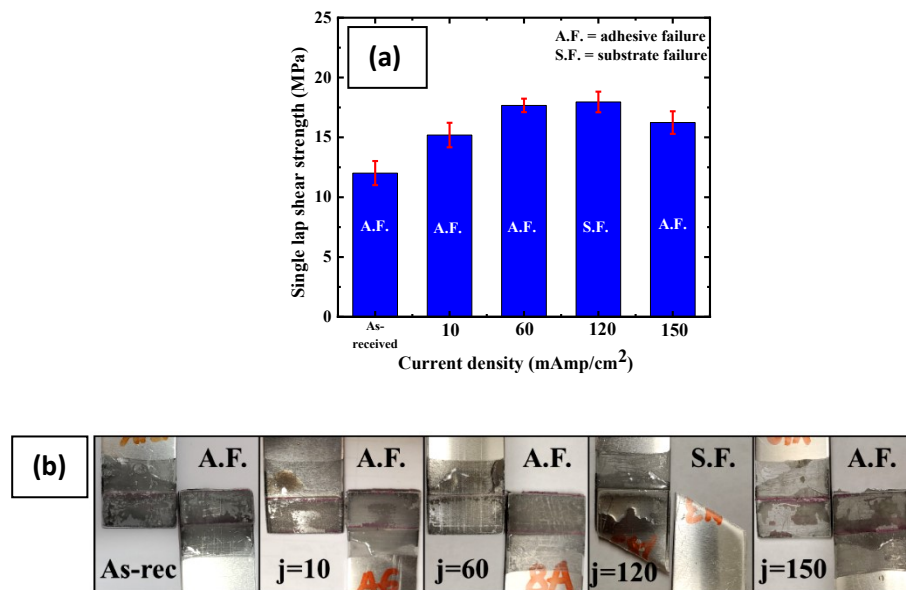 (a)
A.F. = adhesive failure
S.F. = substrate failure
Single lap shear strength (MPa)
25
20
15
10
5
0
A.F.
A.F.
A.F.
S.F.
A.F.
As-
received
10
60
120
150
Current density (mAmp/cm²)
(b)
A.F.
A.F.
A.F.
S.F.
A.F.
As-rec
j=10
j=60
j=120
j=150
8A